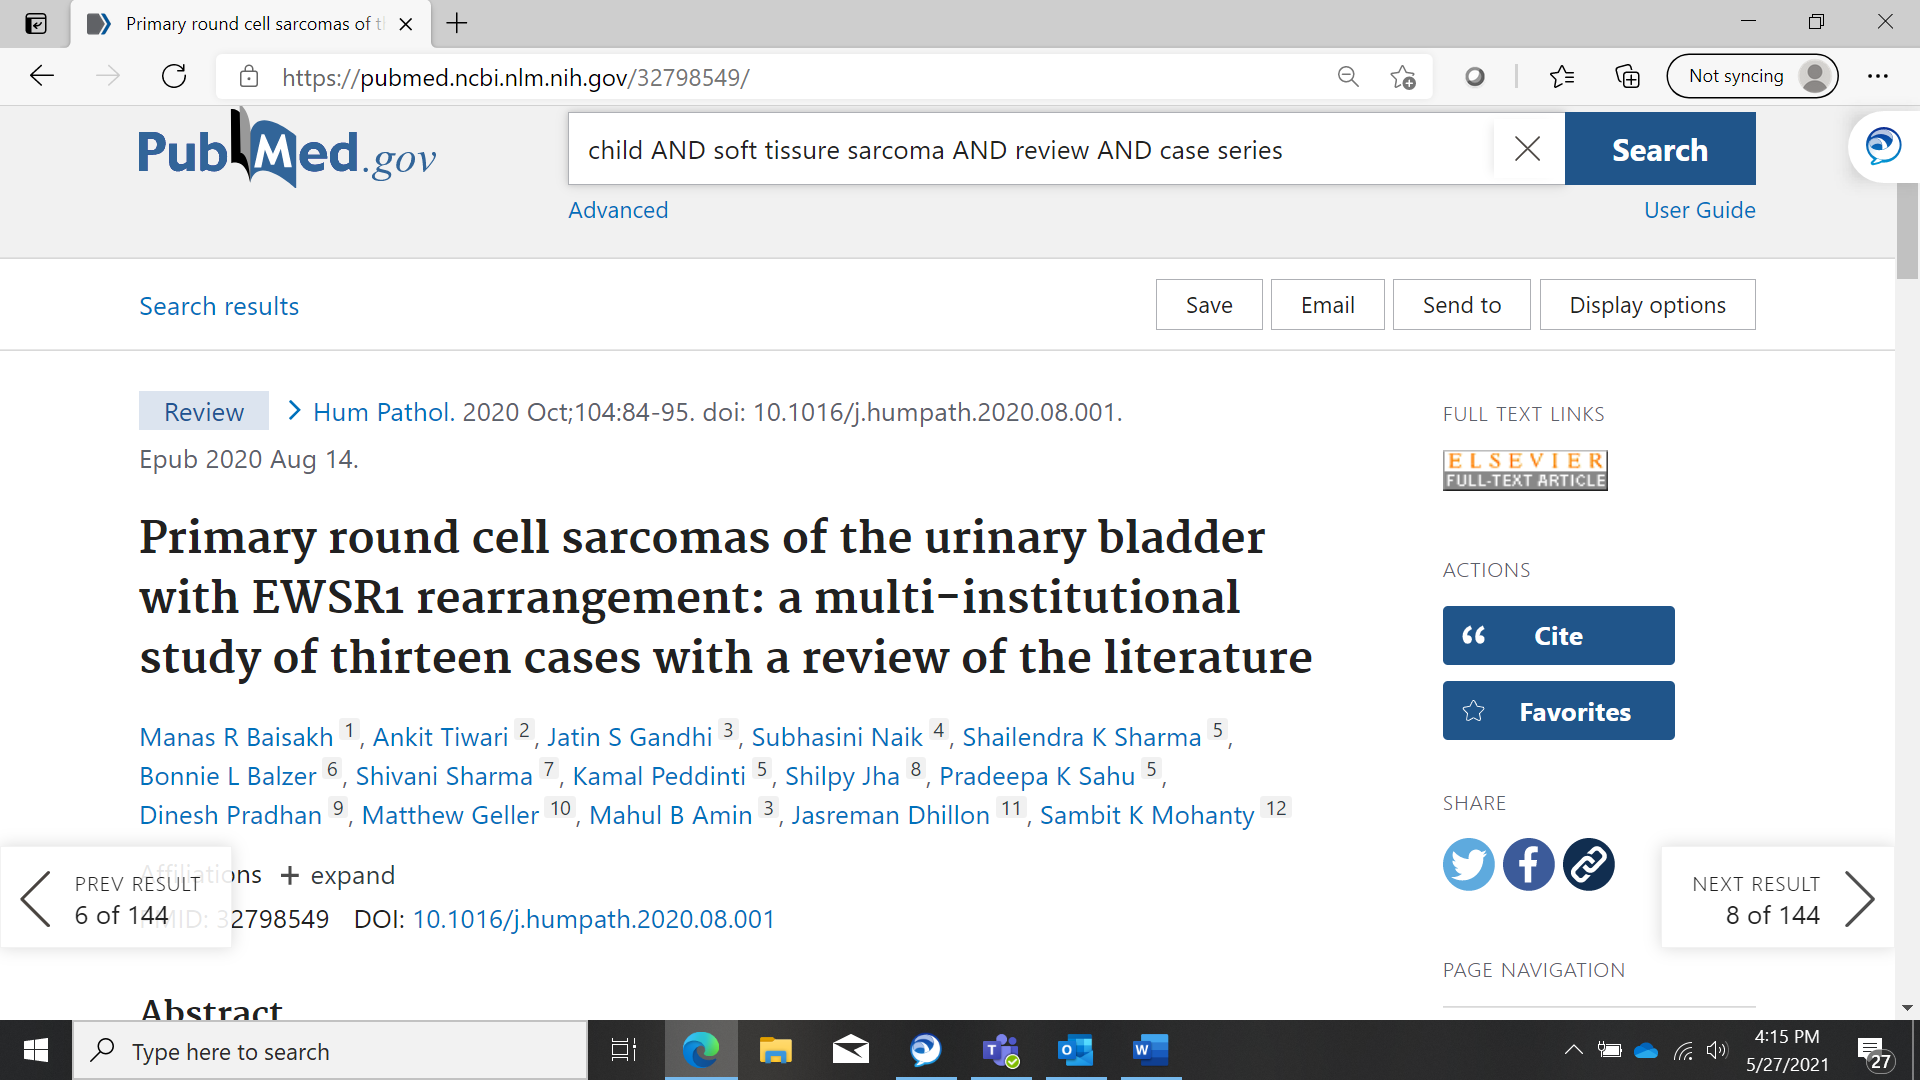 Primary round cell sarcomas of t
https://pubmed.ncbi.nlm.nih.gov/32798549/
Not syncing
PubMed.gov
child AND soft tissure sarcoma AND review AND case series
Search
Advanced
User Guide
Search results
Save
Email
Send to
Display options
Review
Hum Pathol. 2020 Oct;104:84-95. doi: 10.1016/j.humpath.2020.08.001.
Epub 2020 Aug 14.
Primary round cell sarcomas of the urinary bladder
with EWSR1 rearrangement: a multi-institutional
study of thirteen cases with a review of the literature
Manas R Baisakh 1, Ankit Tiwari 2, Jatin S Gandhi 3, Subhasini Naik 4, Shailendra K Sharma 5,
Bonnie L Balzer 6, Shivani Sharma 7, Kamal Peddinti 5, Shilpy Jha 8, Pradeepa K Sahu 5,
Dinesh Pradhan 9, Matthew Geller 10, Mahul B Amin 3, Jasreman Dhillon 11, Sambit K Mohanty 12
Affiliations + expand
PMID: 32798549 DOI: 10.1016/j.humpath.2020.08.001
Abstract
PREV RESULT
6 of 144
FULL TEXT LINKS
ELSEVIER
FULL-TEXT ARTICLE
ACTIONS
Cite
Favorites
SHARE
NEXT RESULT
8 of 144
PAGE NAVIGATION
Type here to search
4:15 PM
5/27/2021
27